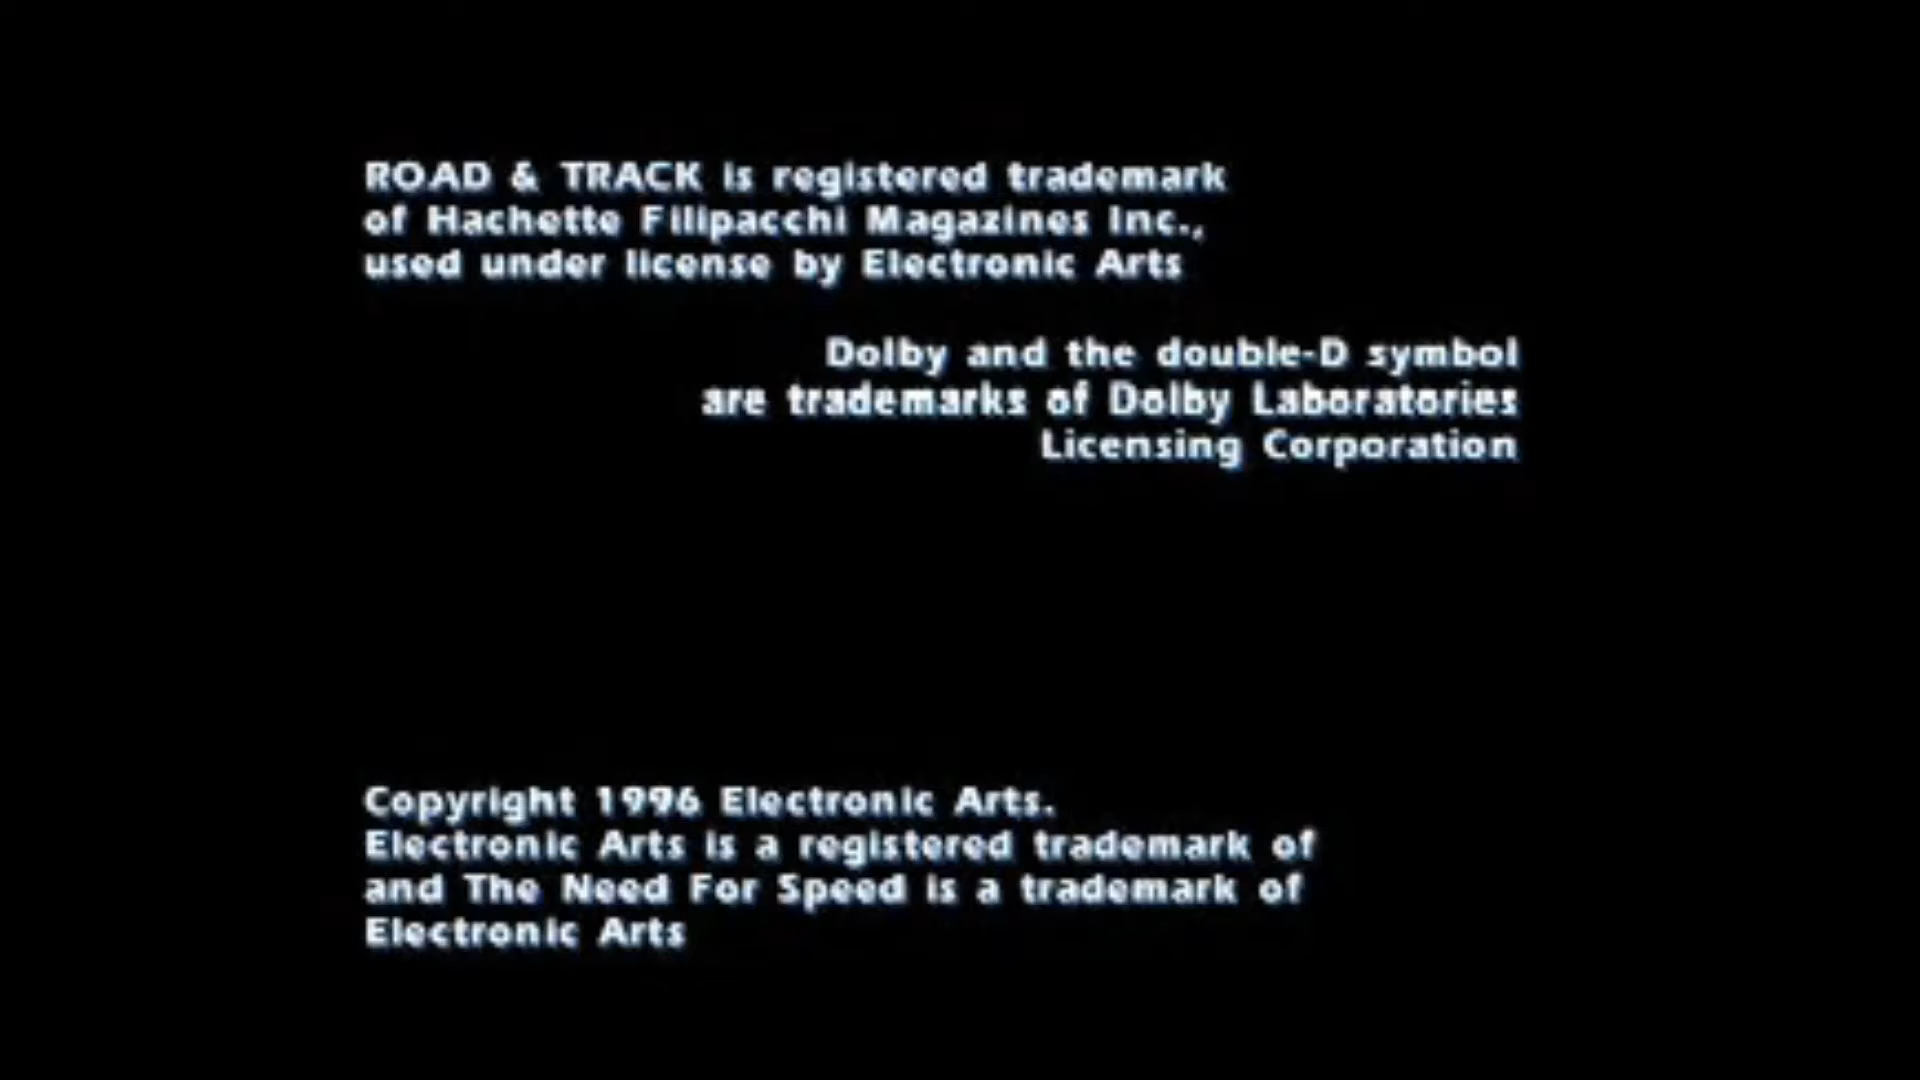 ROAD & TRACK is registered trademark
of Hachette Filipacchi Magazines Inc.,
used under license by Electronic Arts
Dolby and the double-D symbol
are trademarks of Dolby Laboratories
Licensing Corporation
Copyright 1996 Electronic Arts.
Electronic Arts is a registered trademark of
and The Need For Speed is a trademark of
Electronic Arts